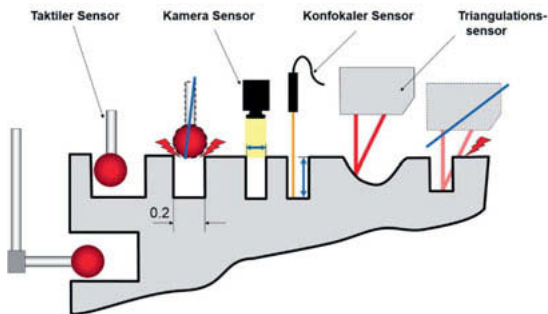 Taktiler Sensor
Kamera Sensor
Konfokaler Sensor
Triangulations-
sensor
0.2